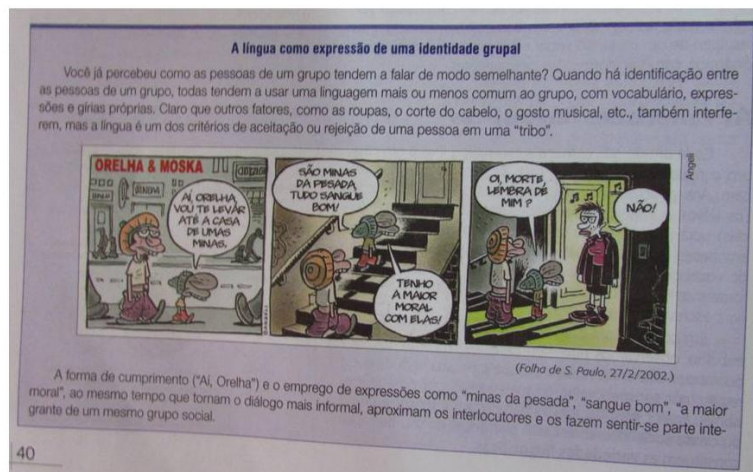 A língua como expressão de uma identidade grupal
Você já percebeu como as pessoas de um grupo tendem a falar de modo semelhante? Quando há identificação entre
as pessoas de um grupo, todas tendem a usar uma linguagem mais ou menos comum ao grupo, com vocabulário, expres-
sões e gírias próprias. Claro que outros fatores, como as roupas, o corte do cabelo, o gosto musical, etc., também interfe-
rem, mas a língua é um dos critérios de aceitação ou rejeição de uma pessoa em uma "tribo".
ORELHA & MOSKA
AÍ, ORELHA,
VOU TE LEVAR
ATÉ A CASA
DE UMAS
MINAS.
SÃO MINAS
DA PESADA
TUDO SANGUE
BOM!
TENHO
A MAIOR
MORAL
COM ELAS!
OI, MORTE,
LEMBRA DE
MIM?
NÃO!
Angeli
(Folha de S. Paulo, 27/2/2002.)
A forma de cumprimento ("Aí, Orelha") e o emprego de expressões como "minas da pesada", "sangue bom", "a maior
moral", ao mesmo tempo que tornam o diálogo mais informal, aproximam os interlocutores e os fazem sentir-se parte inte-
grante de um mesmo grupo social.
40